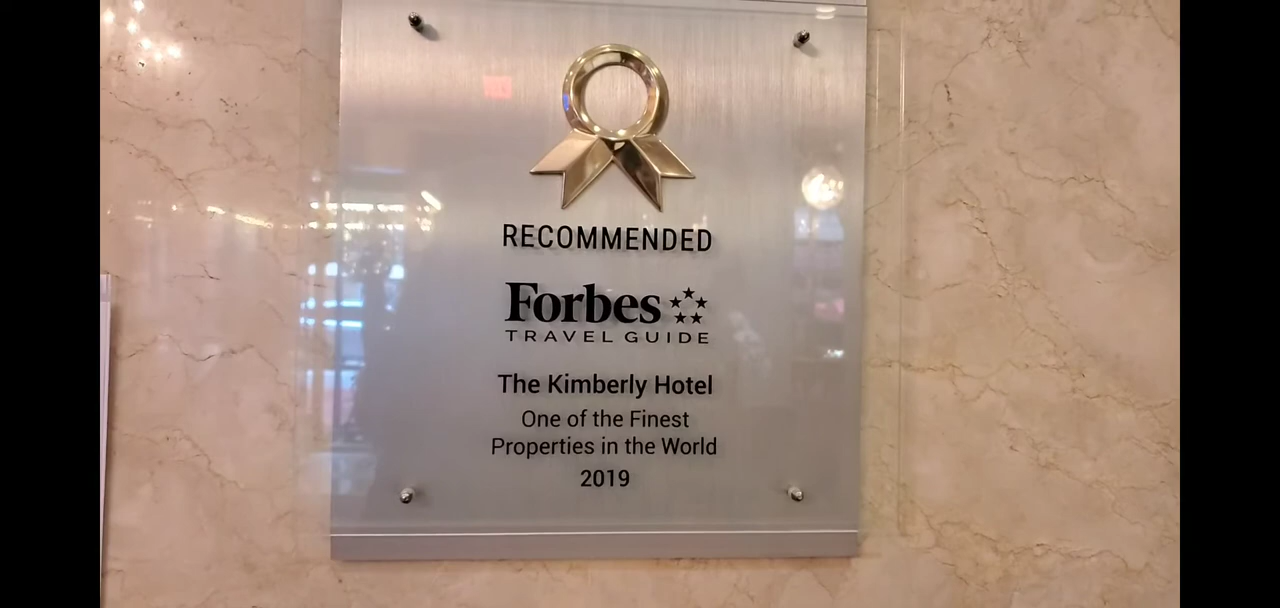 RECOMMENDED
Forbes
TRAVEL GUIDE
The Kimberly Hotel
One of the Finest
Properties in the World
2019